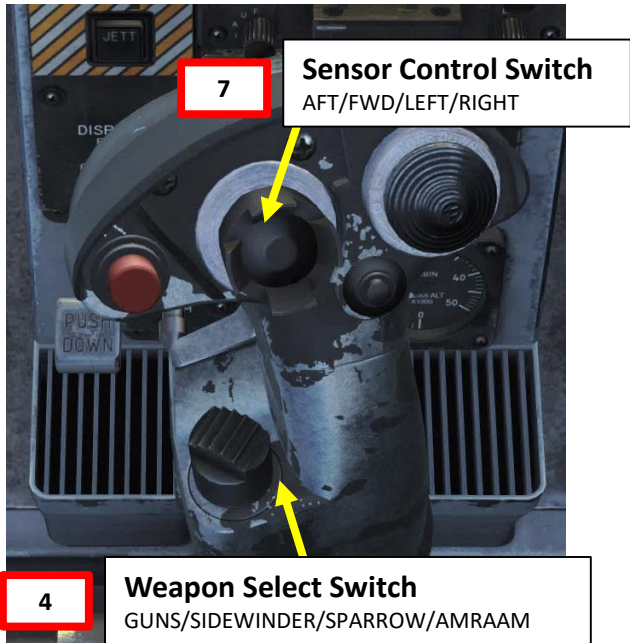 JETT
7
Sensor Control Switch
AFT/FWD/LEFT/RIGHT
PUSH
DOWN
40
50
0
4
Weapon Select Switch
GUNS/SIDEWINDER/SPARROW/AMRAAM